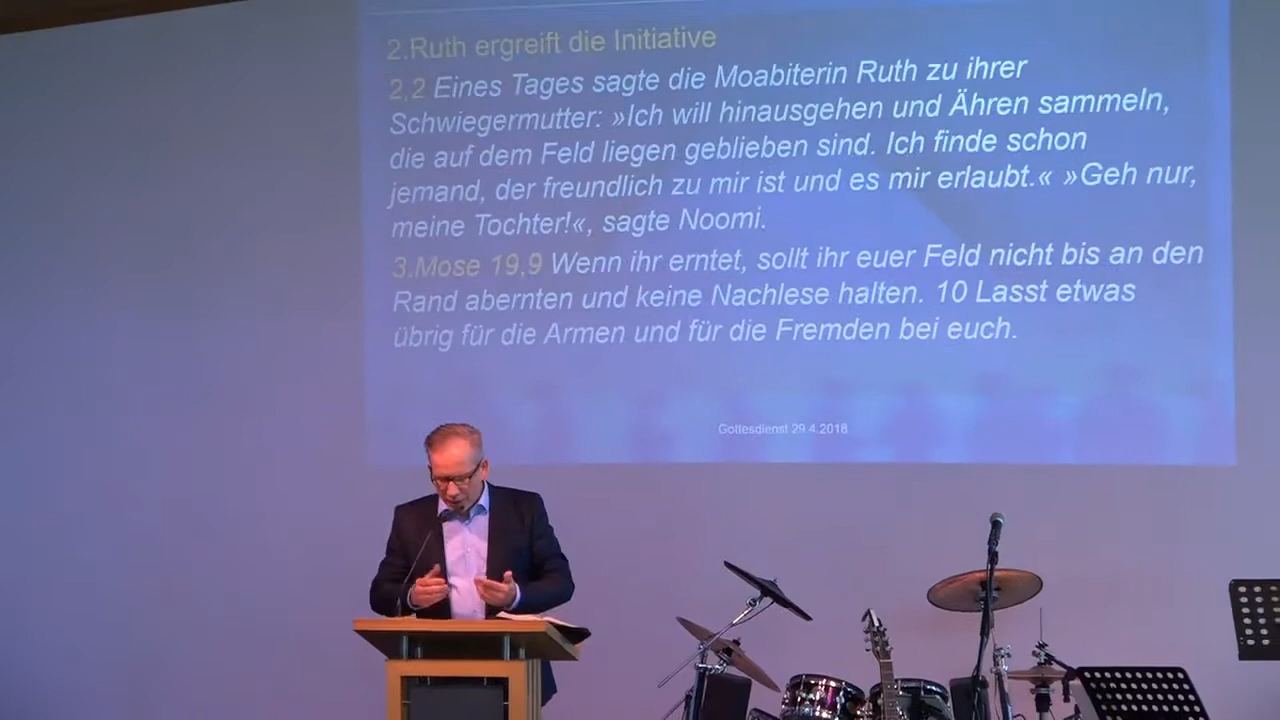 2.Ruth ergreift die Initiative
2,2 Eines Tages sagte die Moabiterin Ruth zu ihrer
Schwiegermutter: »Ich will hinausgehen und Ähren sammeln,
die auf dem Feld liegen geblieben sind. Ich finde schon
jemand, der freundlich zu mir ist und es mir erlaubt.« »Geh nur,
meine Tochter!«, sagte Noomi.
3.Mose 19,9 Wenn ihr erntet, sollt ihr euer Feld nicht bis an den
Rand abernten und keine Nachlese halten. 10 Lasst etwas
übrig für die Armen und für die Fremden bei euch.
Gottesdienst 29.4.2018